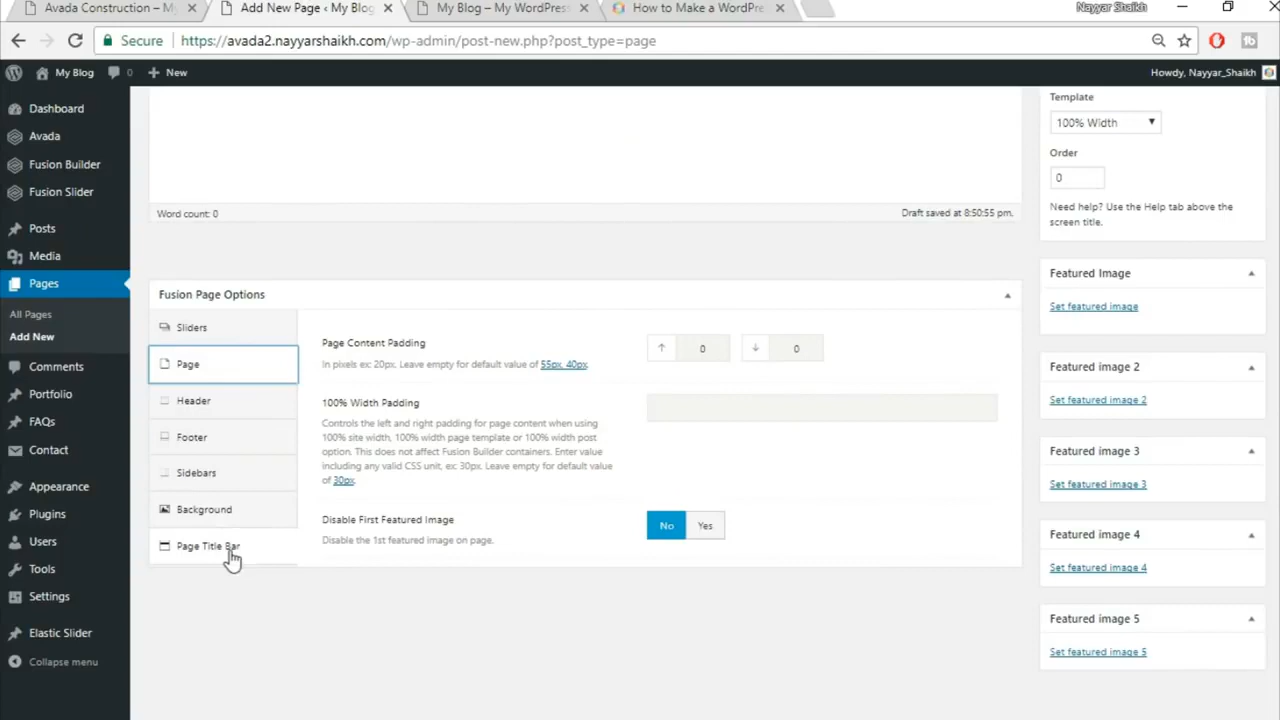 Avada Construction – My
Add New Page ‹ My Blog
My Blog – My WordPress
How to Make a WordPre
Nayyar Shaikh
Secure
https://avada2.nayyarshaikh.com/wp-admin/post-new.php?post_type=page
My Blog
0
New
Howdy, Nayyar_Shaikh
Dashboard
Avada
Fusion Builder
Fusion Slider
Posts
Media
Pages
All Pages
Add New
Comments
Portfolio
FAQs
Contact
Appearance
Plugins
Users
Tools
Settings
Elastic Slider
Collapse menu
Word count: 0
Draft saved at 8:50:55 pm.
Fusion Page Options
Sliders
Page
Header
Footer
Sidebars
Background
Page Title Bar
Page Content Padding
In pixels ex: 20px. Leave empty for default value of 55px, 40px.
0
0
100% Width Padding
Controls the left and right padding for page content when using
100% site width, 100% width page template or 100% width post
option. This does not affect Fusion Builder containers. Enter value
including any valid CSS unit, ex: 30px. Leave empty for default value
of 30px.
Disable First Featured Image
Disable the 1st featured image on page.
No
Yes
Template
100% Width
Order
0
Need help? Use the Help tab above the
screen title.
Featured Image
Set featured image
Featured image 2
Set featured image 2
Featured image 3
Set featured image 3
Featured image 4
Set featured image 4
Featured image 5
Set featured image 5